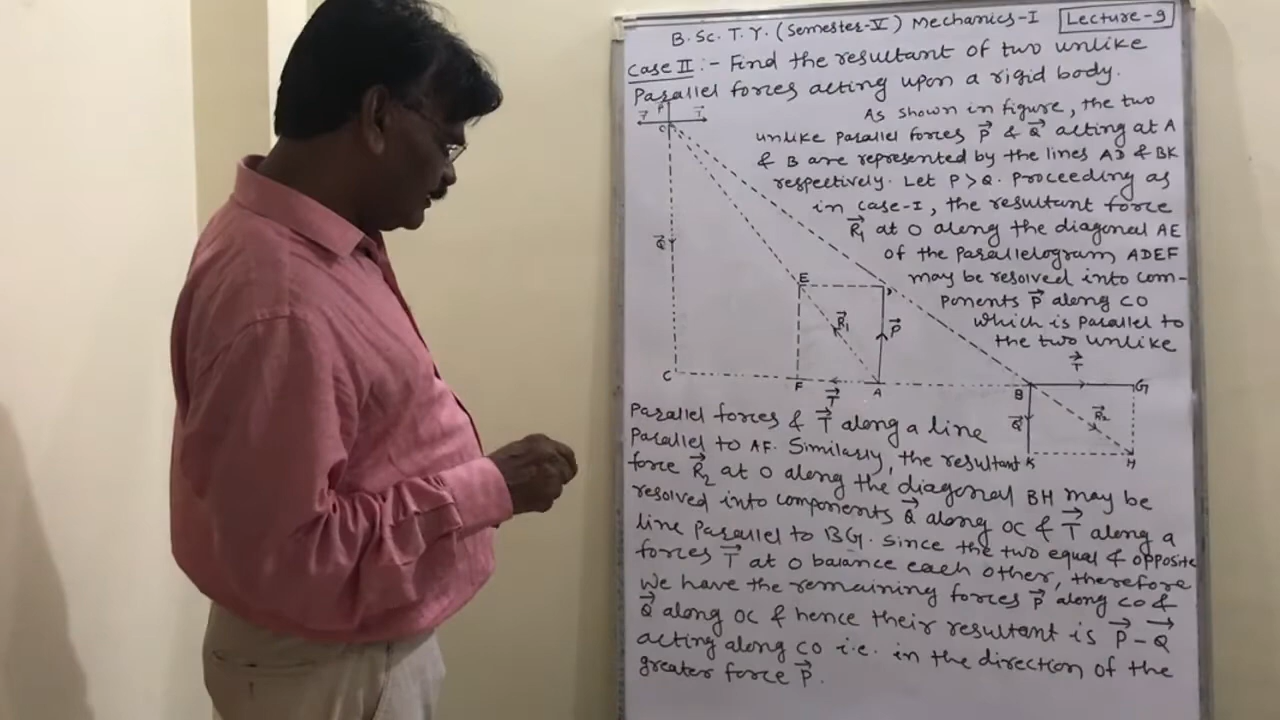 B.Sc. T.Y. (Semester-V) Mechanics-I Lecture-9
Case II :- Find the resultant of two unlike
Parallel forces acting upon a rigid body.
As shown in figure, the two
unlike parallel forces P⃗ & Q⃗ acting at A
& B are represented by the lines AD & BK
respectively. Let P > Q. Proceeding as
in case-I, the resultant force
R⃗₁ at O along the diagonal AE
of the parallelogram ADEF
may be resolved into com-
ponents P⃗ along CO
which is parallel to
the two unlike
P⃗
T⃗ T⃗
Q⃗
E
R⃗₁ P⃗
C F A B G
T⃗
T⃗
Q⃗ R⃗₂
K H
Parallel forces & T⃗ along a line
Parallel to AF. Similarly, the resultant
force R⃗₂ at O along the diagonal BH may be
resolved into components Q⃗ along OC & T⃗ along a
line parallel to BG. Since the two equal & opposite
forces T⃗ at O balance each other, therefore
We have the remaining forces P⃗ along CO &
Q⃗ along OC & hence their resultant is P⃗ - Q⃗
acting along CO i.e. in the direction of the
greater force P⃗.